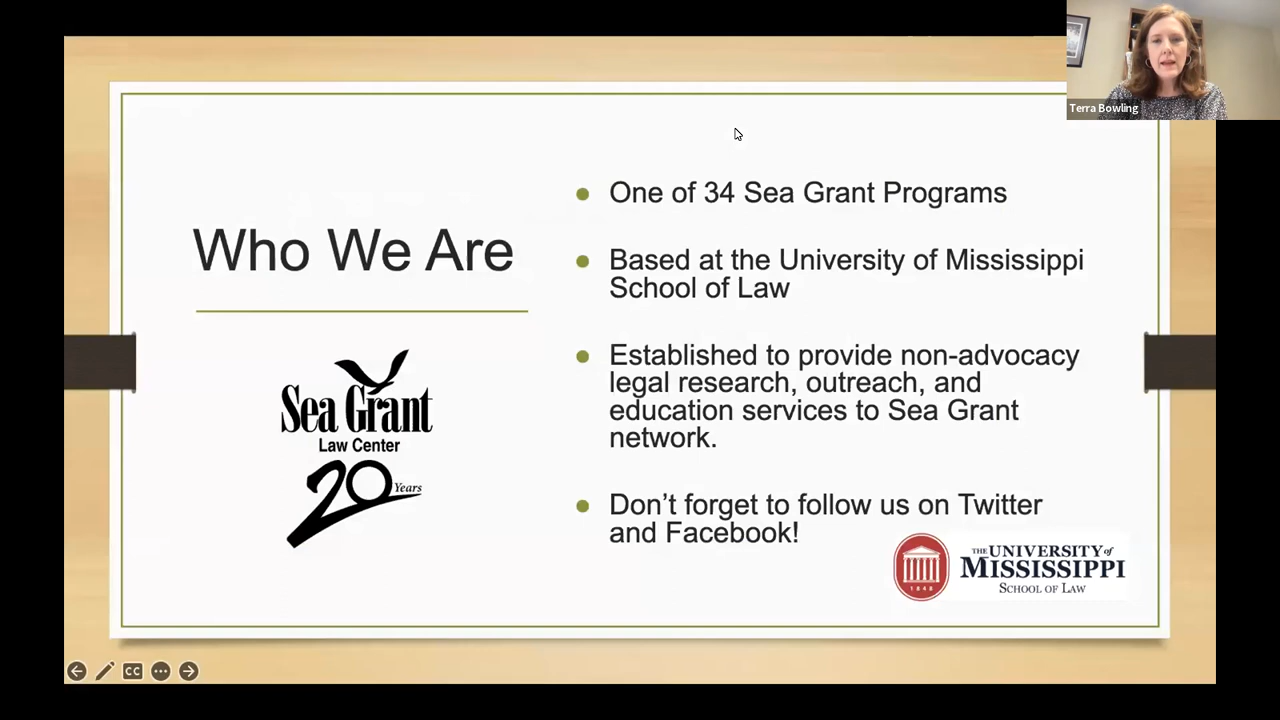 Terra Bowling
Who We Are
Sea Grant
Law Center
20 Years
One of 34 Sea Grant Programs
Based at the University of Mississippi
School of Law
Established to provide non-advocacy
legal research, outreach, and
education services to Sea Grant
network.
Don’t forget to follow us on Twitter
and Facebook!
1848
THE UNIVERSITY of
MISSISSIPPI
SCHOOL OF LAW
CC